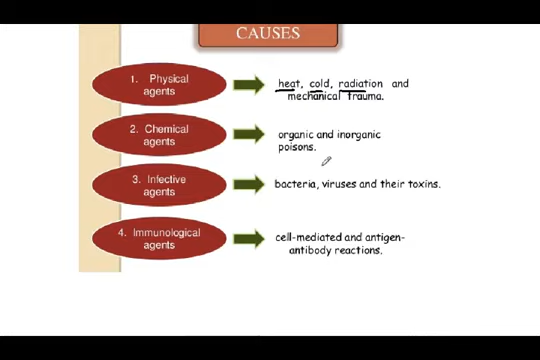 CAUSES
1. Physical
agents
heat, cold, radiation and
mechanical trauma.
2. Chemical
agents
organic and inorganic
poisons.
3. Infective
agents
bacteria, viruses and their toxins.
4. Immunological
agents
cell-mediated and antigen-
antibody reactions.